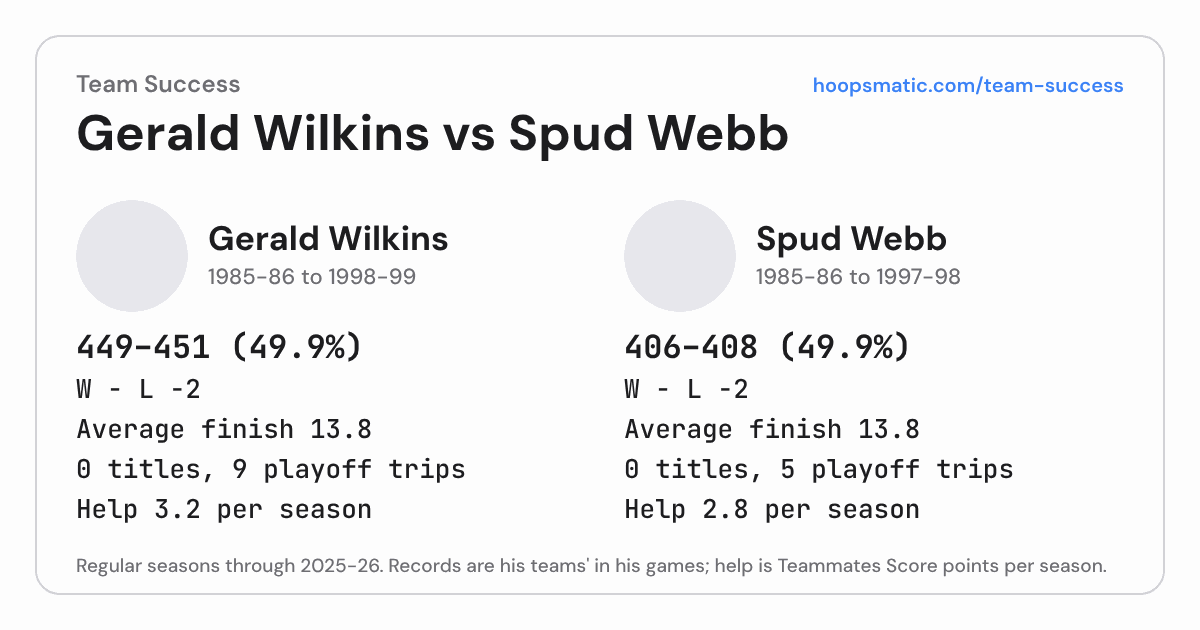 Team Success
hoopsmatic.com/team-success
Gerald Wilkins vs Spud Webb
Gerald Wilkins
1985-86 to 1998-99
449-451 (49.9%)
W - L -2
Average finish 13.8
0 titles, 9 playoff trips
Help 3.2 per season
Spud Webb
1985-86 to 1997-98
406-408 (49.9%)
W - L -2
Average finish 13.8
0 titles, 5 playoff trips
Help 2.8 per season
Regular seasons through 2025-26. Records are his teams' in his games; help is Teammates Score points per season.